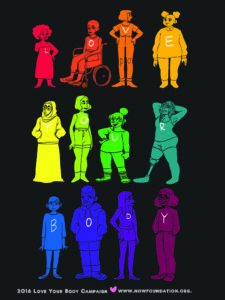 L O V E
Y O U R
B O D Y
2016 LOVE YOUR BODY CAMPAIGN WWW.NOWFOUNDATION.ORG.